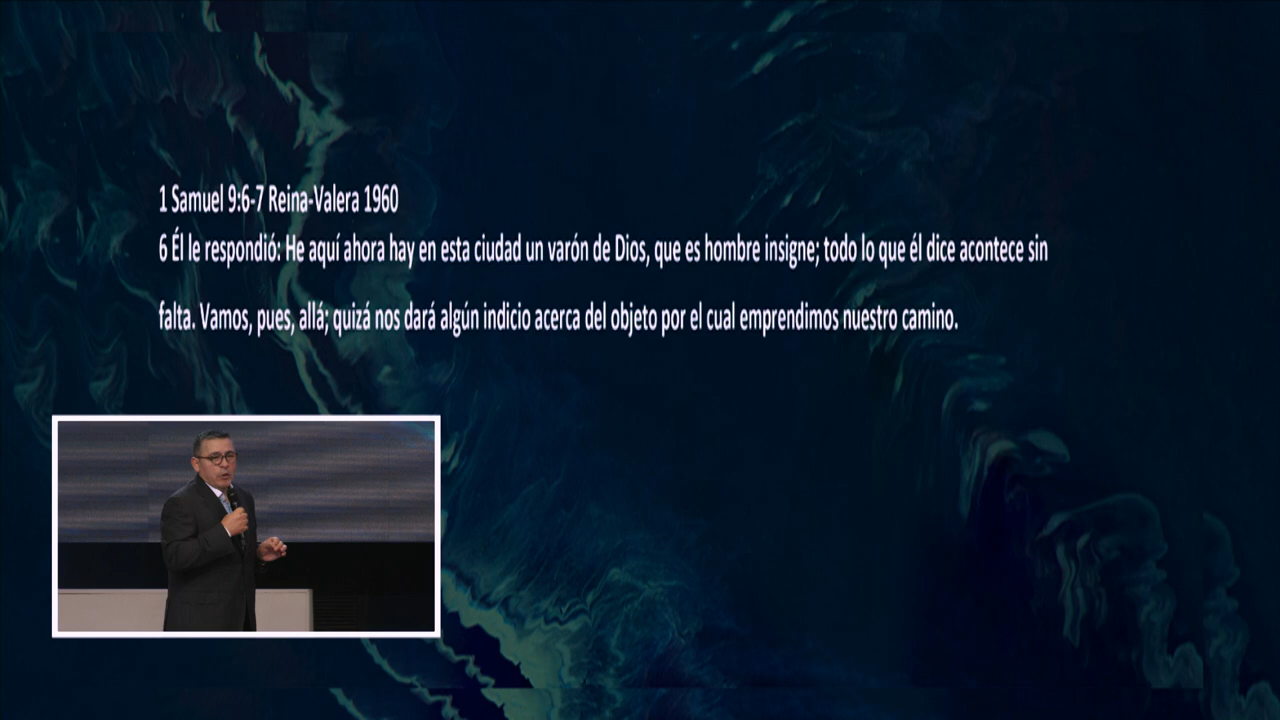 1 Samuel 9:6-7 Reina-Valera 1960
6 Él le respondió: He aquí ahora hay en esta ciudad un varón de Dios, que es hombre insigne; todo lo que él dice acontece sin
falta. Vamos, pues, allá; quizá nos dará algún indicio acerca del objeto por el cual emprendimos nuestro camino.